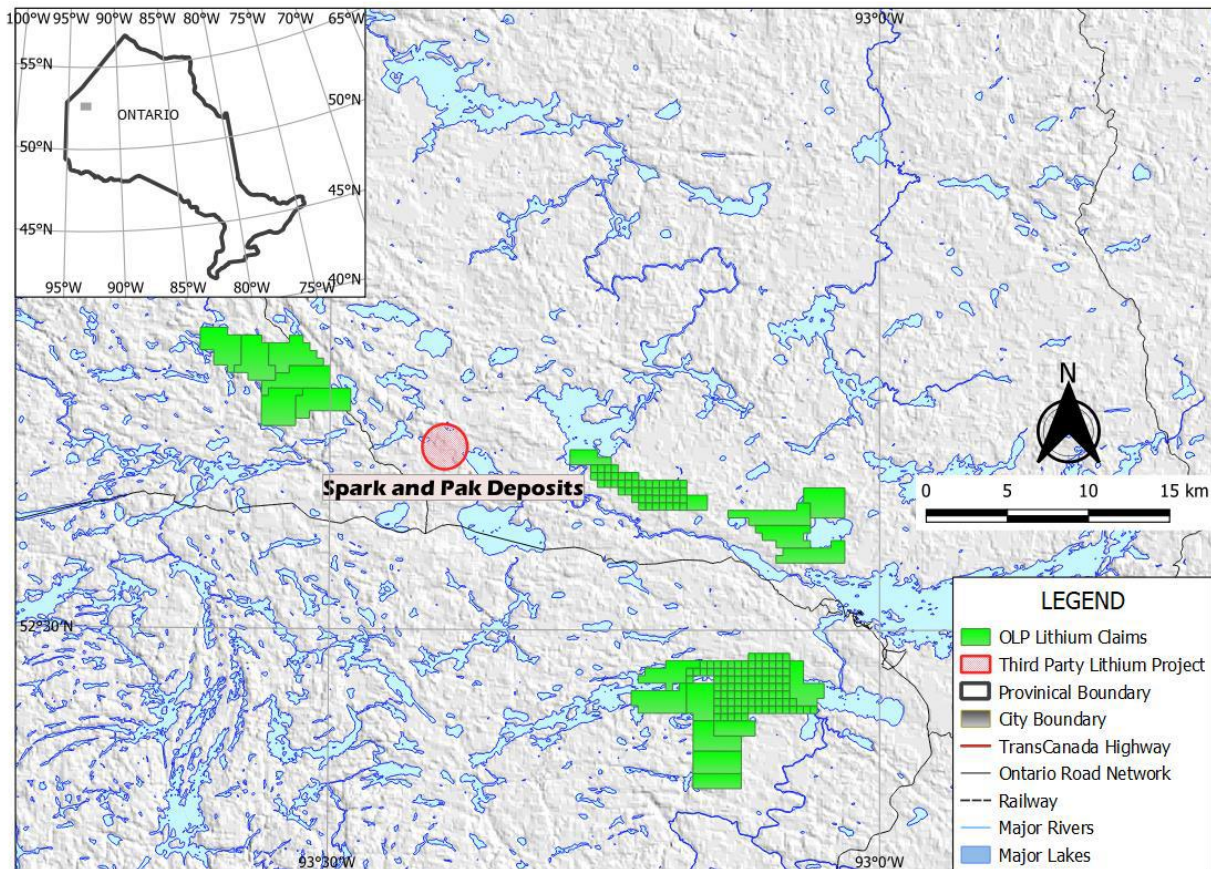 100°W 95°W 90°W 85°W 80°W 75°W 70°W 65°W
93°0'W
55°N
50°N
ONTARIO
50°N
45°N
45°N
40°N
95°W 90°W 85°W 80°W 75°W
N
Spark and Pak Deposits
0 5 10 15 km
52°30'N
LEGEND
OLP Lithium Claims
Third Party Lithium Project
Provinical Boundary
City Boundary
TransCanada Highway
Ontario Road Network
Railway
Major Rivers
Major Lakes
93°30'W
93°0'W